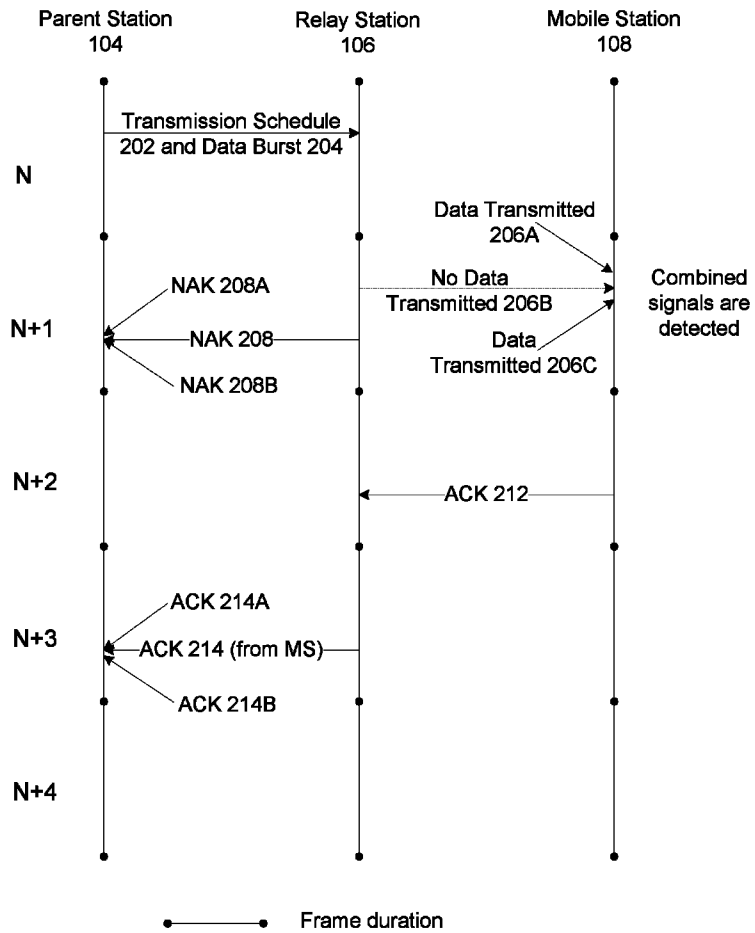 Parent Station
104
Relay Station
106
Mobile Station
108
Transmission Schedule
202 and Data Burst 204
N
Data Transmitted
206A
NAK 208A
No Data
Transmitted 206B
Combined
signals are
detected
N+1
NAK 208
Data
Transmitted 206C
NAK 208B
N+2
ACK 212
ACK 214A
N+3
ACK 214 (from MS)
ACK 214B
N+4
Frame duration